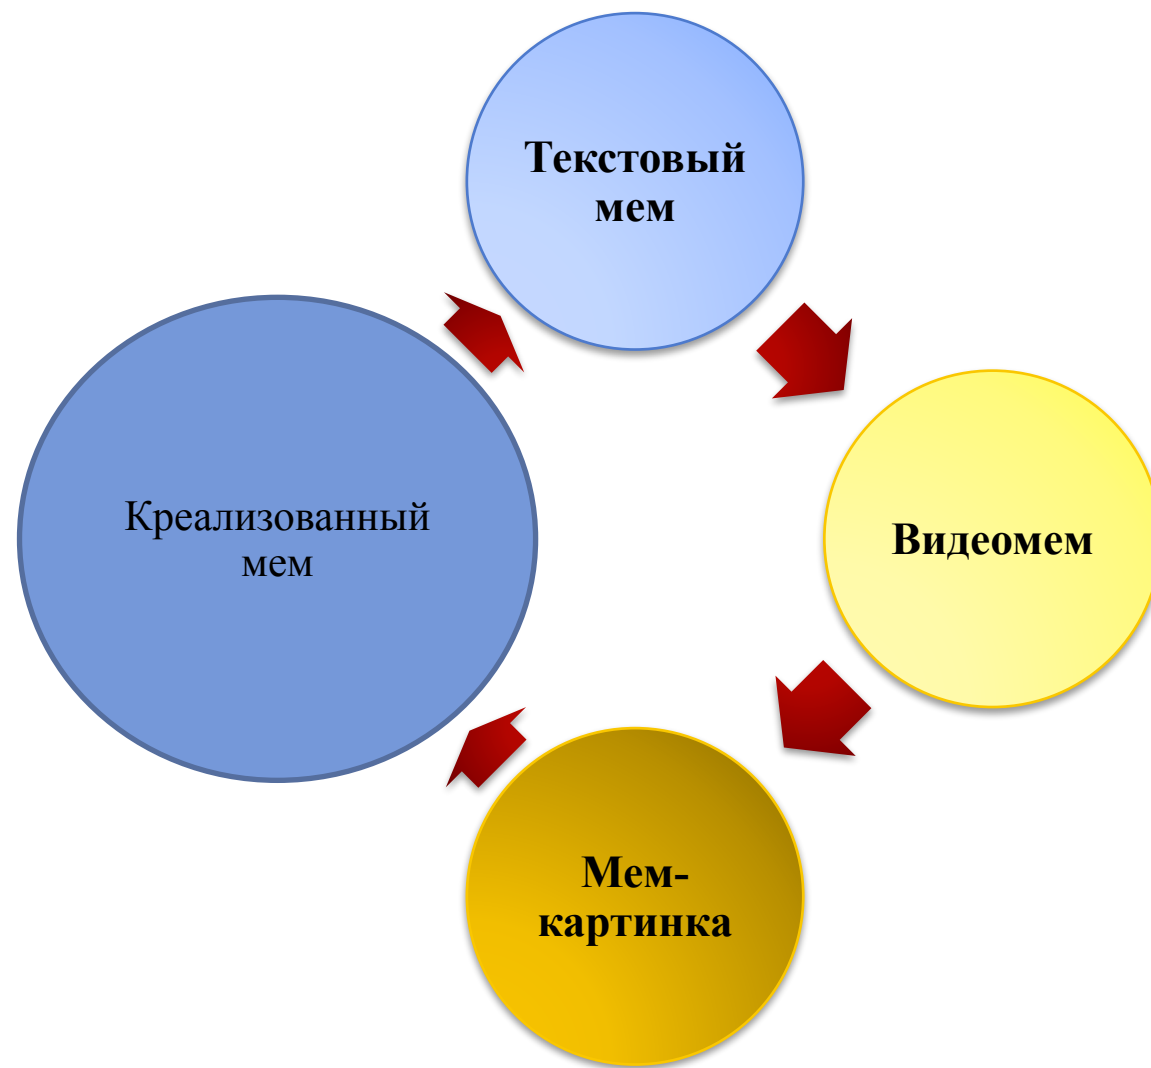 Текстовый
мем
Креализованный
мем
Видеомем
Мем-
картинка